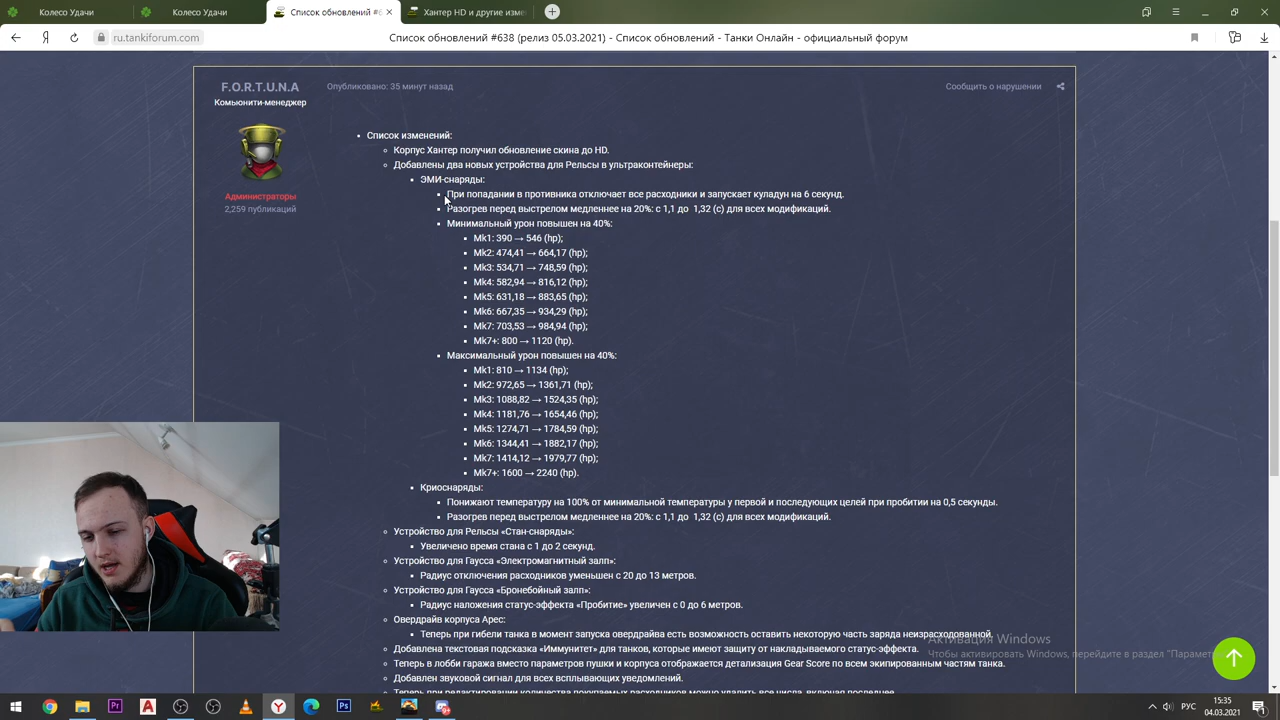 Колесо Удачи
Колесо Удачи
Список обновлений #6
Хантер HD и другие изме
ru.tankiforum.com
Список обновлений #638 (релиз 05.03.2021) - Список обновлений - Танки Онлайн - официальный форум
F.O.R.T.U.N.A
Опубликовано: 35 минут назад
Сообщить о нарушении
Комьюнити-менеджер
Администраторы
2,259 публикаций
Список изменений:
Корпус Хантер получил обновление скина до HD.
Добавлены два новых устройства для Рельсы в ультраконтейнеры:
ЭМИ-снаряды:
При попадании в противника отключает все расходники и запускает куладун на 6 секунд.
Разогрев перед выстрелом медленнее на 20%: с 1,1 до 1,32 (с) для всех модификаций.
Минимальный урон повышен на 40%:
Mk1: 390 → 546 (hp);
Mk2: 474,41 → 664,17 (hp);
Mk3: 534,71 → 748,59 (hp);
Mk4: 582,94 → 816,12 (hp);
Mk5: 631,18 → 883,65 (hp);
Mk6: 667,35 → 934,29 (hp);
Mk7: 703,53 → 984,94 (hp);
Mk7+: 800 → 1120 (hp).
Максимальный урон повышен на 40%:
Mk1: 810 → 1134 (hp);
Mk2: 972,65 → 1361,71 (hp);
Mk3: 1088,82 → 1524,35 (hp);
Mk4: 1181,76 → 1654,46 (hp);
Mk5: 1274,71 → 1784,59 (hp);
Mk6: 1344,41 → 1882,17 (hp);
Mk7: 1414,12 → 1979,77 (hp);
Mk7+: 1600 → 2240 (hp).
Криоснаряды:
Понижают температуру на 100% от минимальной температуры у первой и последующих целей при пробитии на 0,5 секунды.
Разогрев перед выстрелом медленнее на 20%: с 1,1 до 1,32 (с) для всех модификаций.
Устройство для Рельсы «Стан-снаряды»:
Увеличено время стана с 1 до 2 секунд.
Устройство для Гаусса «Электромагнитный залп»:
Радиус отключения расходников уменьшен с 20 до 13 метров.
Устройство для Гаусса «Бронебойный залп»:
Радиус наложения статус-эффекта «Пробитие» увеличен с 0 до 6 метров.
Овердрайв корпуса Арес:
Теперь при гибели танка в момент запуска овердрайва есть возможность оставить некоторую часть заряда неизрасходованной.
Добавлена текстовая подсказка «Иммунитет» для танков, которые имеют защиту от накладываемого статус-эффекта.
Теперь в лобби гаража вместо параметров пушки и корпуса отображается детализация Gear Score по всем экипированным частям танка.
Добавлен звуковой сигнал для всех всплывающих уведомлений.
Теперь при редактировании количества покупаемых расходников можно удалить все числа, включая последнее.
Активация Windows
Чтобы активировать Windows, перейдите в раздел "Парамет
РУС
15:35
04.03.2021